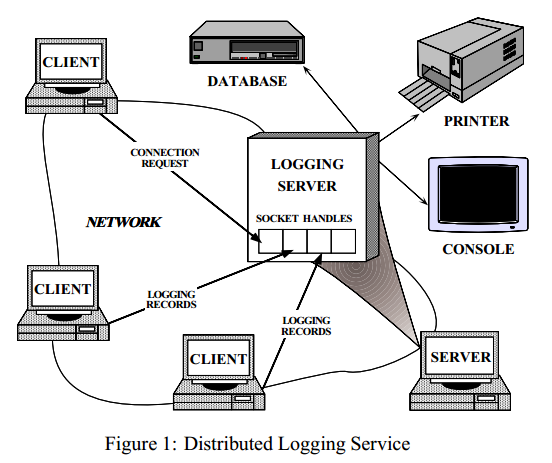 CLIENT
DATABASE
PRINTER
CONNECTION
REQUEST
LOGGING
SERVER
SOCKET HANDLES
NETWORK
CONSOLE
CLIENT
LOGGING
RECORDS
LOGGING
RECORDS
CLIENT
SERVER
Figure 1: Distributed Logging Service